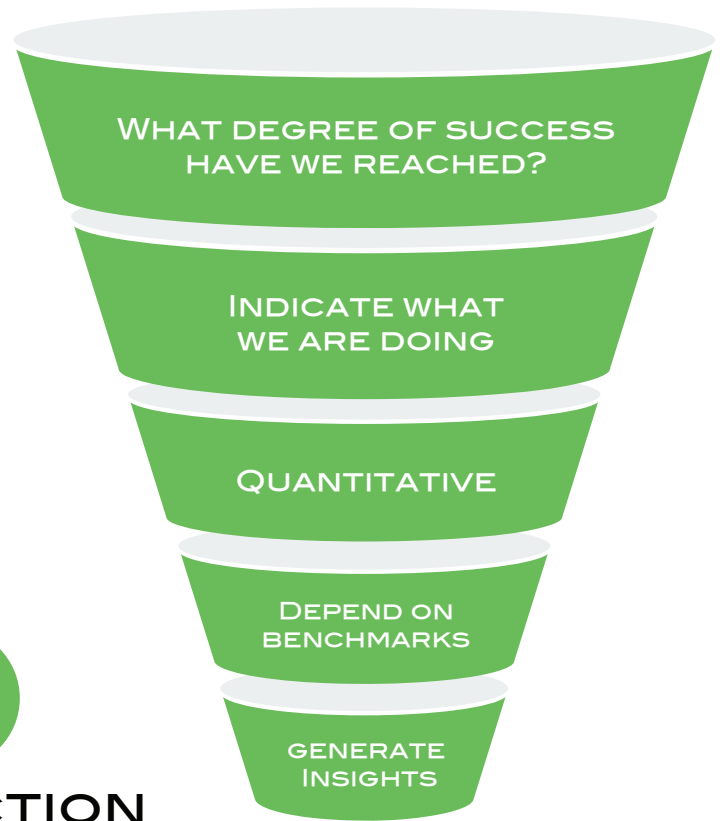 What degree of success
have we reached?
Indicate what
we are doing
Quantitative
Depend on
benchmarks
generate
Insights